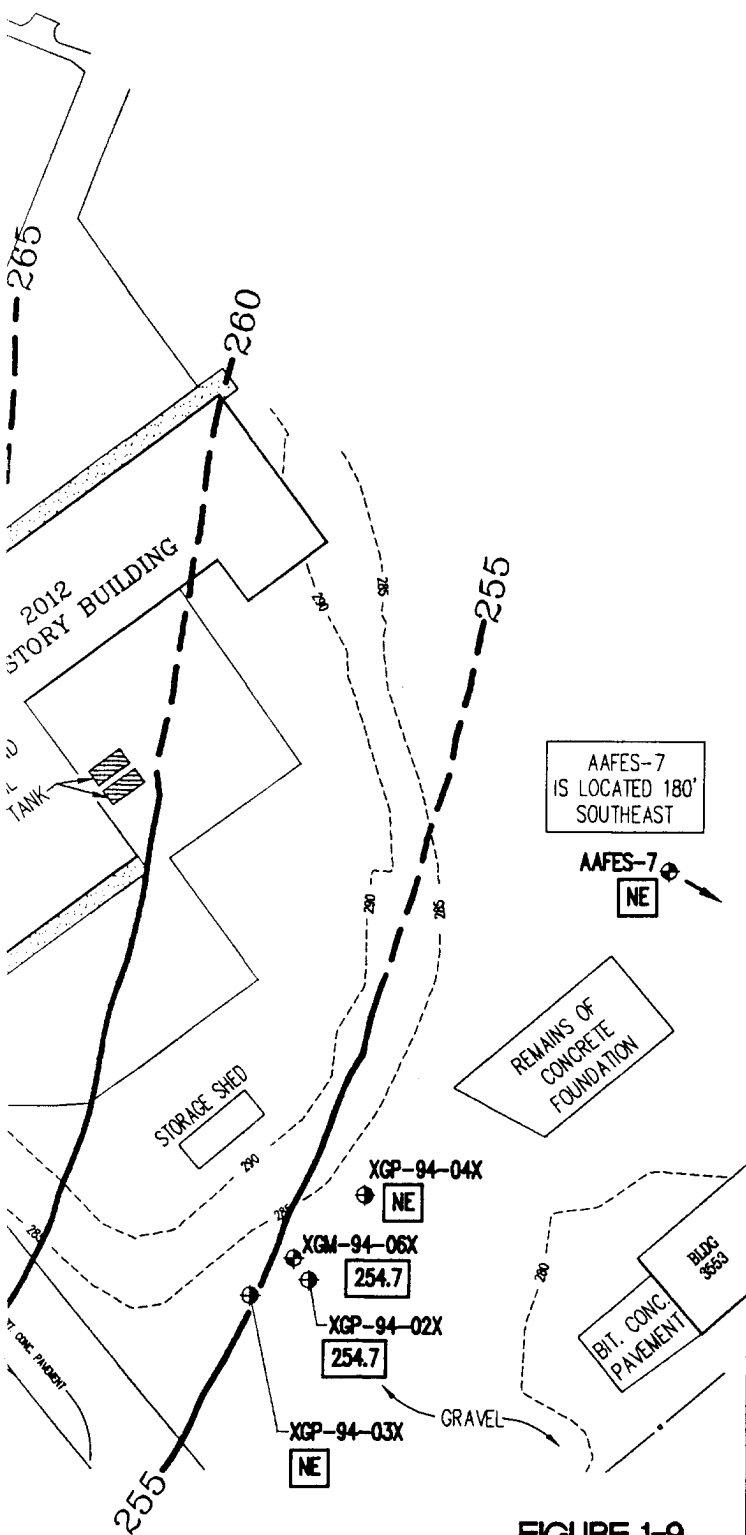 265
260
2012
STORY BUILDING
TANK
290
285
255
AAFES-7
IS LOCATED 180'
SOUTHEAST
AAFES-7
NE
290
285
REMAINS OF
CONCRETE
FOUNDATION
STORAGE SHED
290
285
285
XGP-94-04X
NE
XGM-94-06X
254.7
XGP-94-02X
254.7
280
BLDG
3553
BIT. CONC.
PAVEMENT
CONC. PAVEMENT
GRAVEL
XGP-94-03X
NE
255
FIGURE 1-9